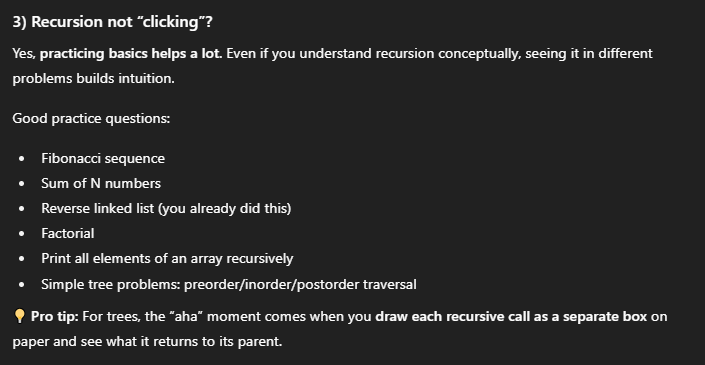 3) Recursion not “clicking”?
Yes, practicing basics helps a lot. Even if you understand recursion conceptually, seeing it in different
problems builds intuition.
Good practice questions:
• Fibonacci sequence
• Sum of N numbers
• Reverse linked list (you already did this)
• Factorial
• Print all elements of an array recursively
• Simple tree problems: preorder/inorder/postorder traversal
💡 Pro tip: For trees, the “aha” moment comes when you draw each recursive call as a separate box on
paper and see what it returns to its parent.